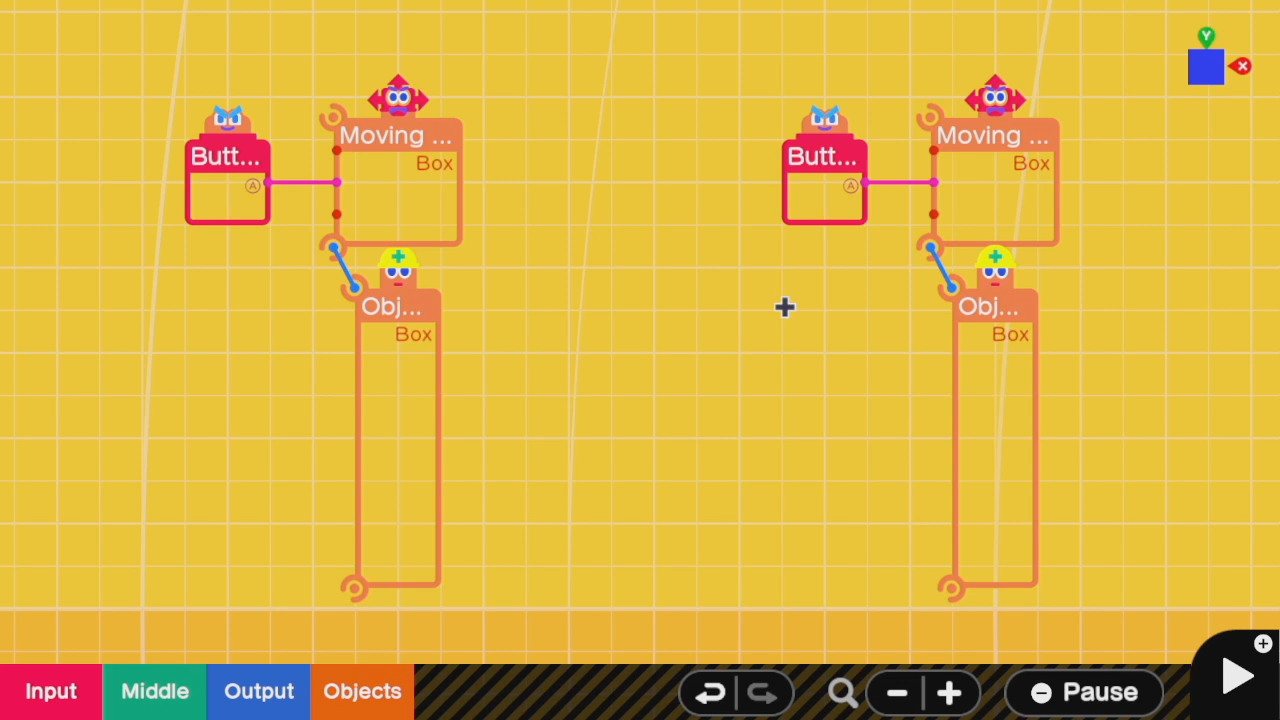 Y
X
Moving ...
Butt...
Box
A
Obj...
Box
Moving ...
Butt...
Box
A
Obj...
Box
Input
Middle
Output
Objects
Pause